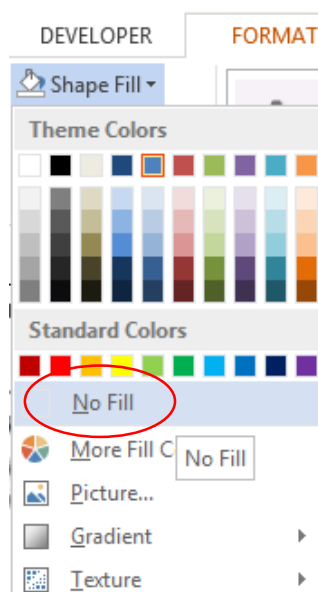 DEVELOPER FORMAT
Shape Fill
Theme Colors
Standard Colors
No Fill
More Fill C
No Fill
Picture...
Gradient
Texture